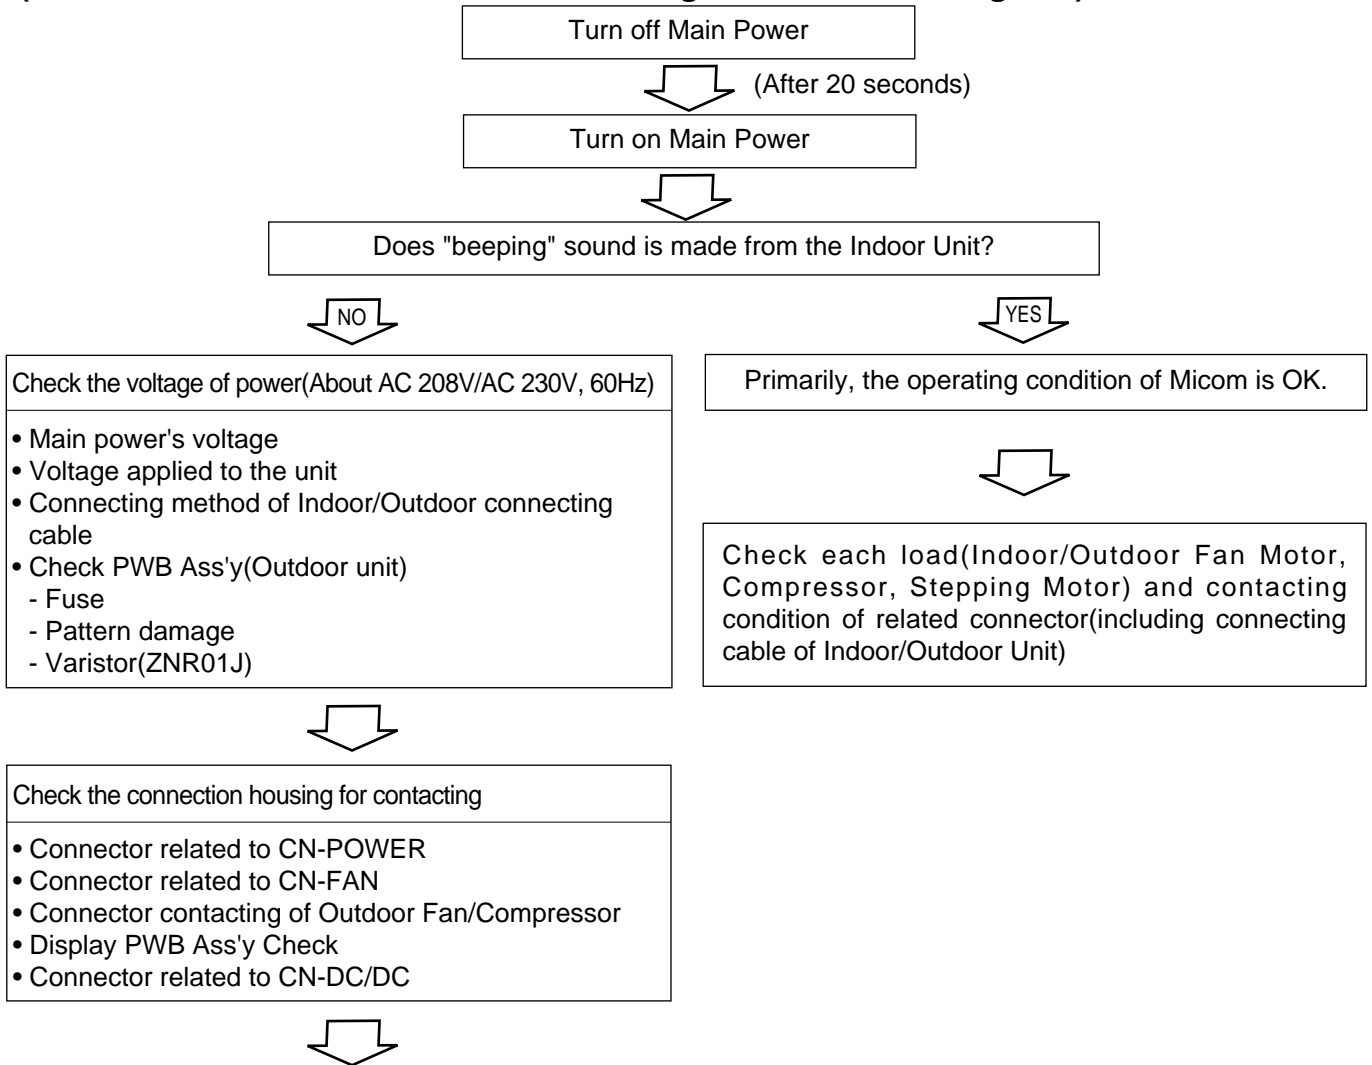 Turn off Main Power
(After 20 seconds)
Turn on Main Power
Does "beeping" sound is made from the Indoor Unit?
NO
YES
Check the voltage of power(About AC 208V/AC 230V, 60Hz)
• Main power's voltage
• Voltage applied to the unit
• Connecting method of Indoor/Outdoor connecting
cable
• Check PWB Ass'y(Outdoor unit)
- Fuse
- Pattern damage
- Varistor(ZNR01J)
Primarily, the operating condition of Micom is OK.
Check each load(Indoor/Outdoor Fan Motor,
Compressor, Stepping Motor) and contacting
condition of related connector(including connecting
cable of Indoor/Outdoor Unit)
Check the connection housing for contacting
• Connector related to CN-POWER
• Connector related to CN-FAN
• Connector contacting of Outdoor Fan/Compressor
• Display PWB Ass'y Check
• Connector related to CN-DC/DC